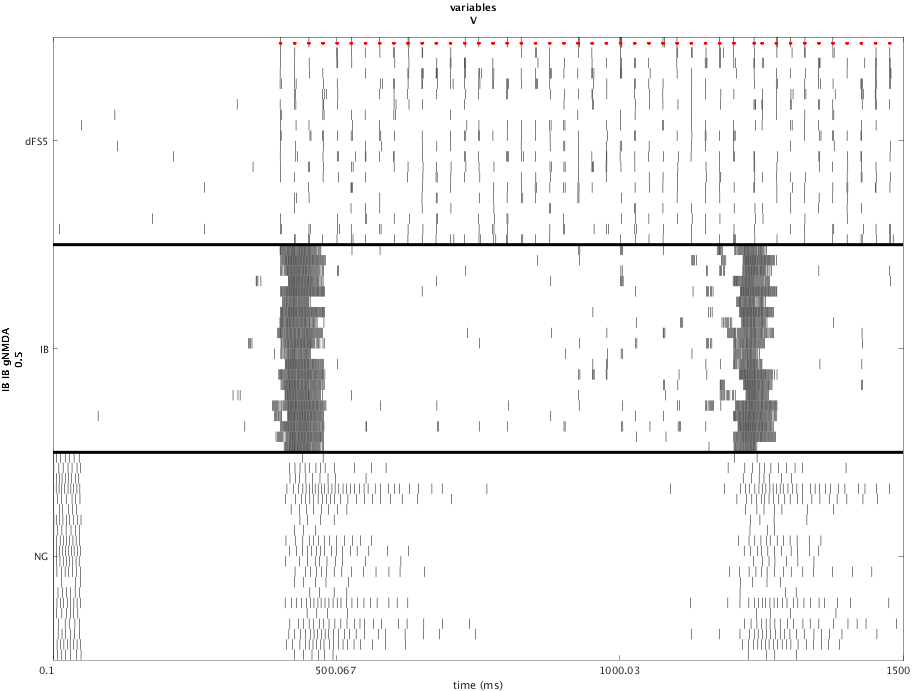 variables
V
dFS5
IB
NG
IB IB gNMDA
0.5
0.1
500.067
1000.03
1500
time (ms)